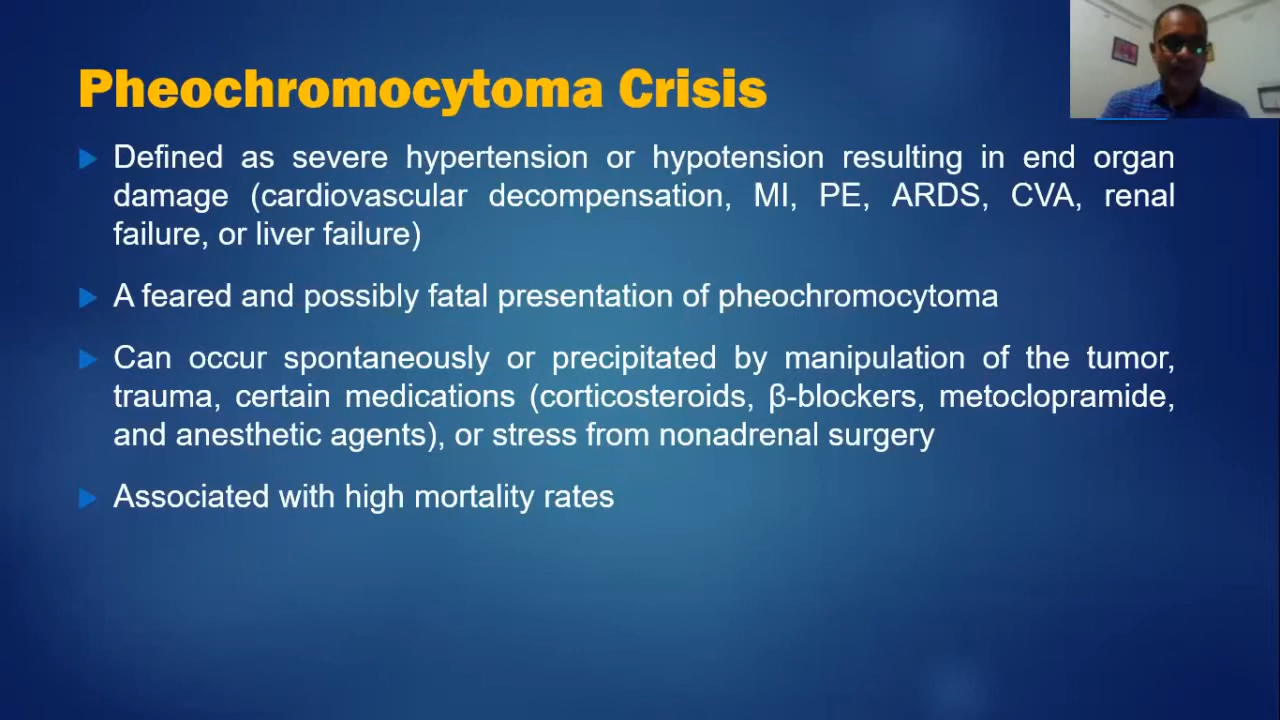 Pheochromocytoma Crisis
Defined as severe hypertension or hypotension resulting in end organ
damage (cardiovascular decompensation, MI, PE, ARDS, CVA, renal
failure, or liver failure)
A feared and possibly fatal presentation of pheochromocytoma
Can occur spontaneously or precipitated by manipulation of the tumor,
trauma, certain medications (corticosteroids, β-blockers, metoclopramide,
and anesthetic agents), or stress from nonadrenal surgery
Associated with high mortality rates